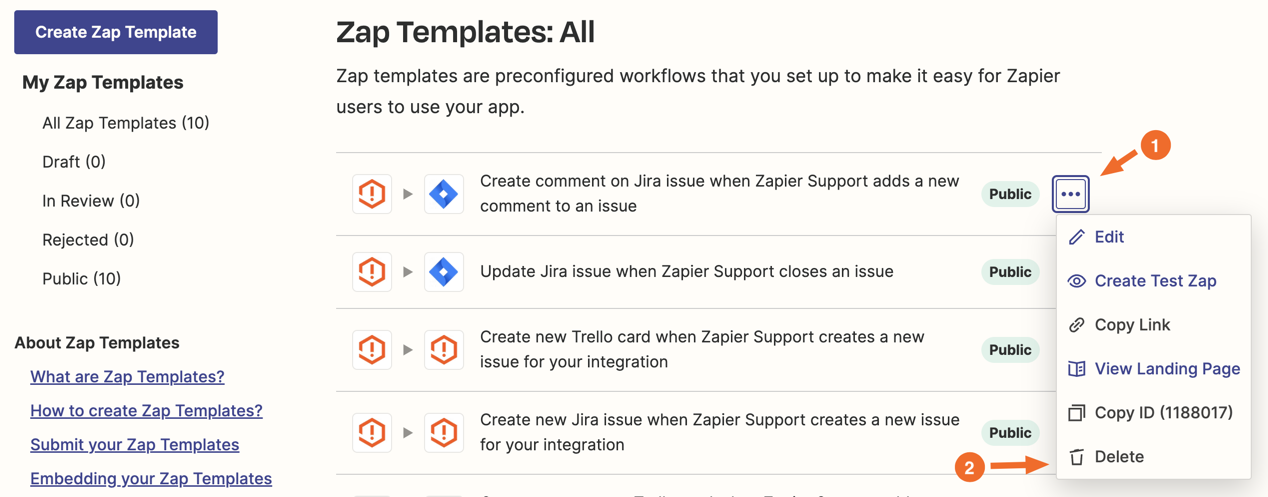 Create Zap Template
My Zap Templates
All Zap Templates (10)
Draft (0)
In Review (0)
Rejected (0)
Public (10)
About Zap Templates
What are Zap Templates?
How to create Zap Templates?
Submit your Zap Templates
Embedding your Zap Templates
Zap Templates: All
Zap templates are preconfigured workflows that you set up to make it easy for Zapier
users to use your app.
1
Create comment on Jira issue when Zapier Support adds a new
comment to an issue
Public
Update Jira issue when Zapier Support closes an issue
Public
Create new Trello card when Zapier Support creates a new
issue for your integration
Public
Create new Jira issue when Zapier Support creates a new issue
for your integration
Public
Edit
Create Test Zap
Copy Link
View Landing Page
Copy ID (1188017)
2
Delete